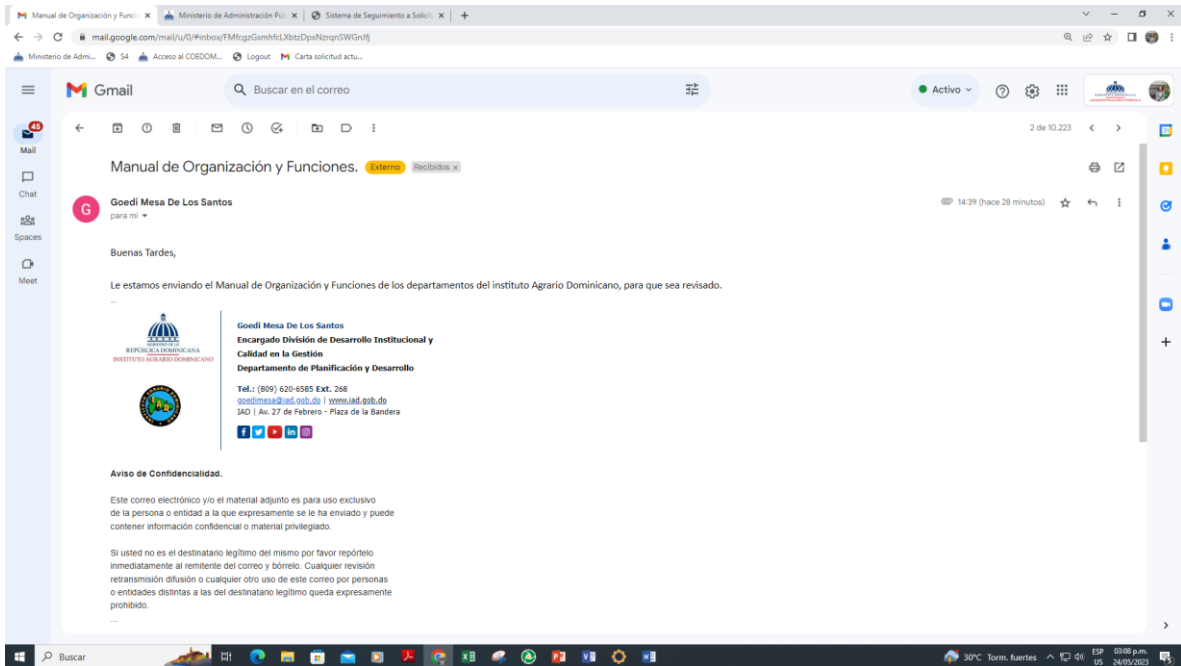 Manual de Organización y Funcio
Ministerio de Administración Púb
Sistema de Seguimiento a Solicit
mail.google.com/mail/u/0/#inbox/FMfcgzGsmhfcLXbtzDpxNzrqnSWGnJfj
Ministerio de Admi...
S4
Acceso al COEDOM...
Logout
Carta solicitud actu...
Gmail
Buscar en el correo
Activo
45
Mail
Chat
Spaces
Meet
2 de 10.223
Manual de Organización y Funciones. Externo Recibidos x
G
Goedi Mesa De Los Santos
para mí
14:39 (hace 28 minutos)
Buenas Tardes,
Le estamos enviando el Manual de Organización y Funciones de los departamentos del instituto Agrario Dominicano, para que sea revisado.
...
GOBIERNO DE LA
REPÚBLICA DOMINICANA
INSTITUTO AGRARIO DOMINICANO
Goedi Mesa De Los Santos
Encargado División de Desarrollo Institucional y
Calidad en la Gestión
Departamento de Planificación y Desarrollo
Tel.: (809) 620-6585 Ext. 268
goedimesa@iad.gob.do | www.iad.gob.do
IAD | Av. 27 de Febrero - Plaza de la Bandera
Aviso de Confidencialidad.
Este correo electrónico y/o el material adjunto es para uso exclusivo
de la persona o entidad a la que expresamente se le ha enviado y puede
contener información confidencial o material privilegiado.
Si usted no es el destinatario legítimo del mismo por favor repórtelo
inmediatamente al remitente del correo y bórrelo. Cualquier revisión
retransmisión difusión o cualquier otro uso de este correo por personas
o entidades distintas a las del destinatario legítimo queda expresamente
prohibido.
...
Buscar
30°C Torm. fuertes
ESP
US
03:08 p.m.
24/05/2023